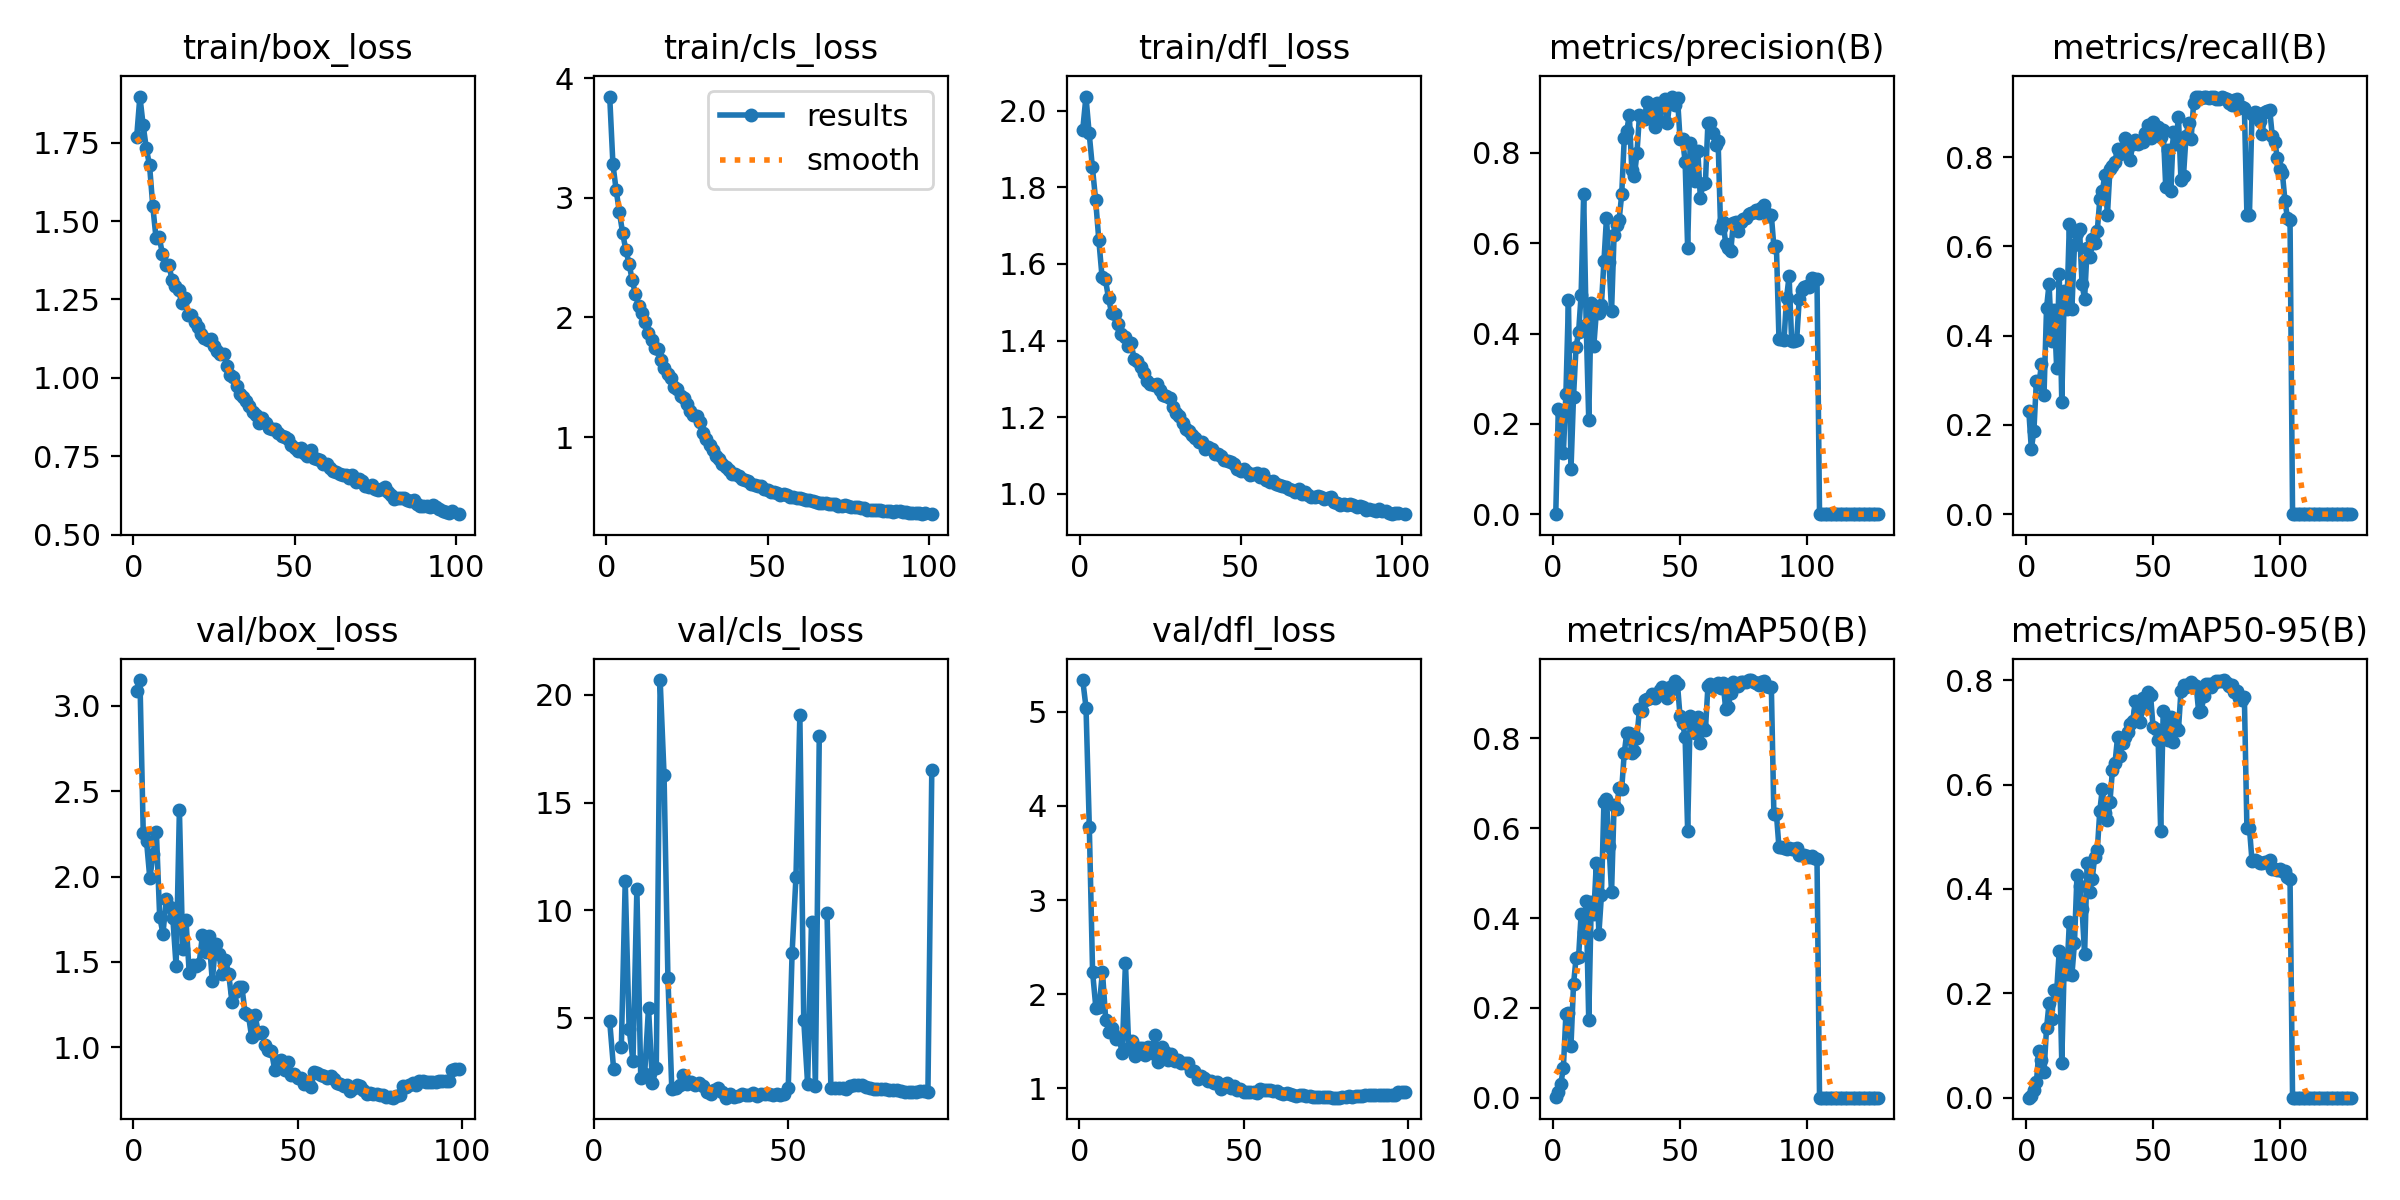 train/box_loss
1.75
1.50
1.25
1.00
0.75
0.50
0 50 100
train/cls_loss
results
smooth
4
3
2
1
0 50 100
train/dfl_loss
2.0
1.8
1.6
1.4
1.2
1.0
0 50 100
metrics/precision(B)
0.8
0.6
0.4
0.2
0.0
0 50 100
metrics/recall(B)
0.8
0.6
0.4
0.2
0.0
0 50 100
val/box_loss
3.0
2.5
2.0
1.5
1.0
0 50 100
val/cls_loss
20
15
10
5
0 50
val/dfl_loss
5
4
3
2
1
0 50 100
metrics/mAP50(B)
0.8
0.6
0.4
0.2
0.0
0 50 100
metrics/mAP50-95(B)
0.8
0.6
0.4
0.2
0.0
0 50 100